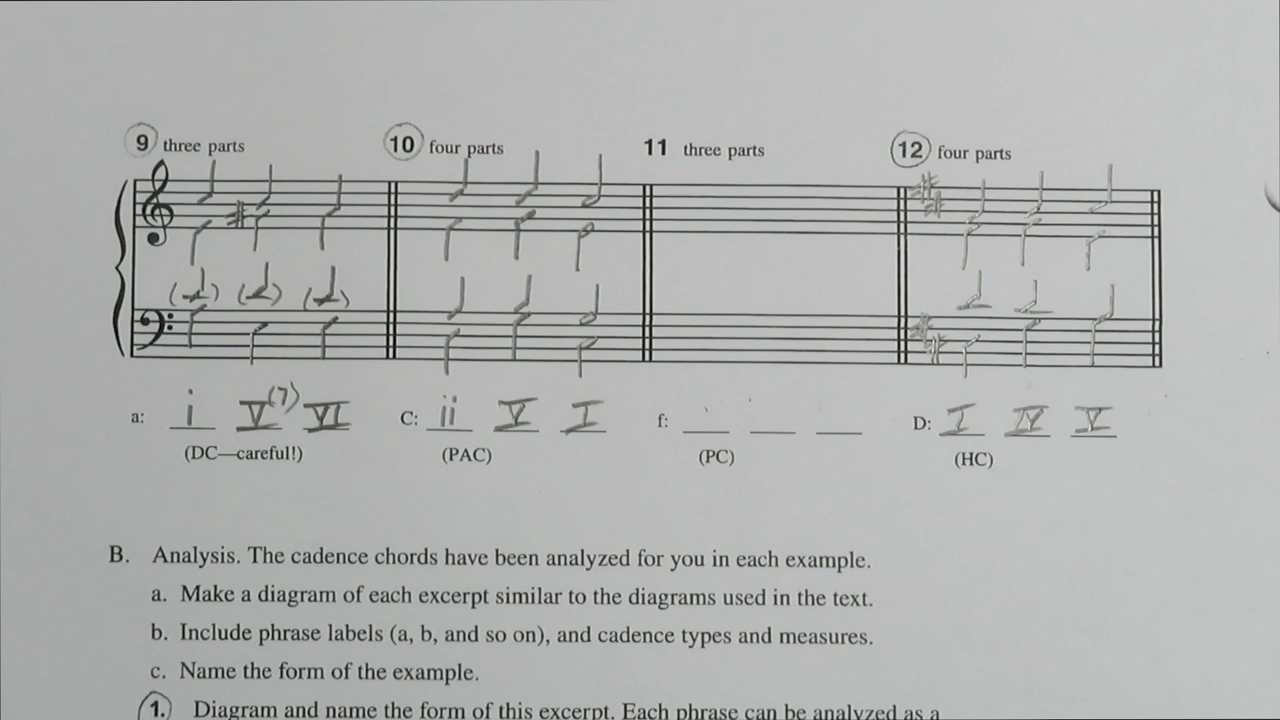 9 three parts 10 four parts 11 three parts 12 four parts
a: i V(7) VI C: ii V I f: D: I IV V
(DC—careful!) (PAC) (PC) (HC)
B. Analysis. The cadence chords have been analyzed for you in each example.
a. Make a diagram of each excerpt similar to the diagrams used in the text.
b. Include phrase labels (a, b, and so on), and cadence types and measures.
c. Name the form of the example.
1. Diagram and name the form of this excerpt. Each phrase can be analyzed as a